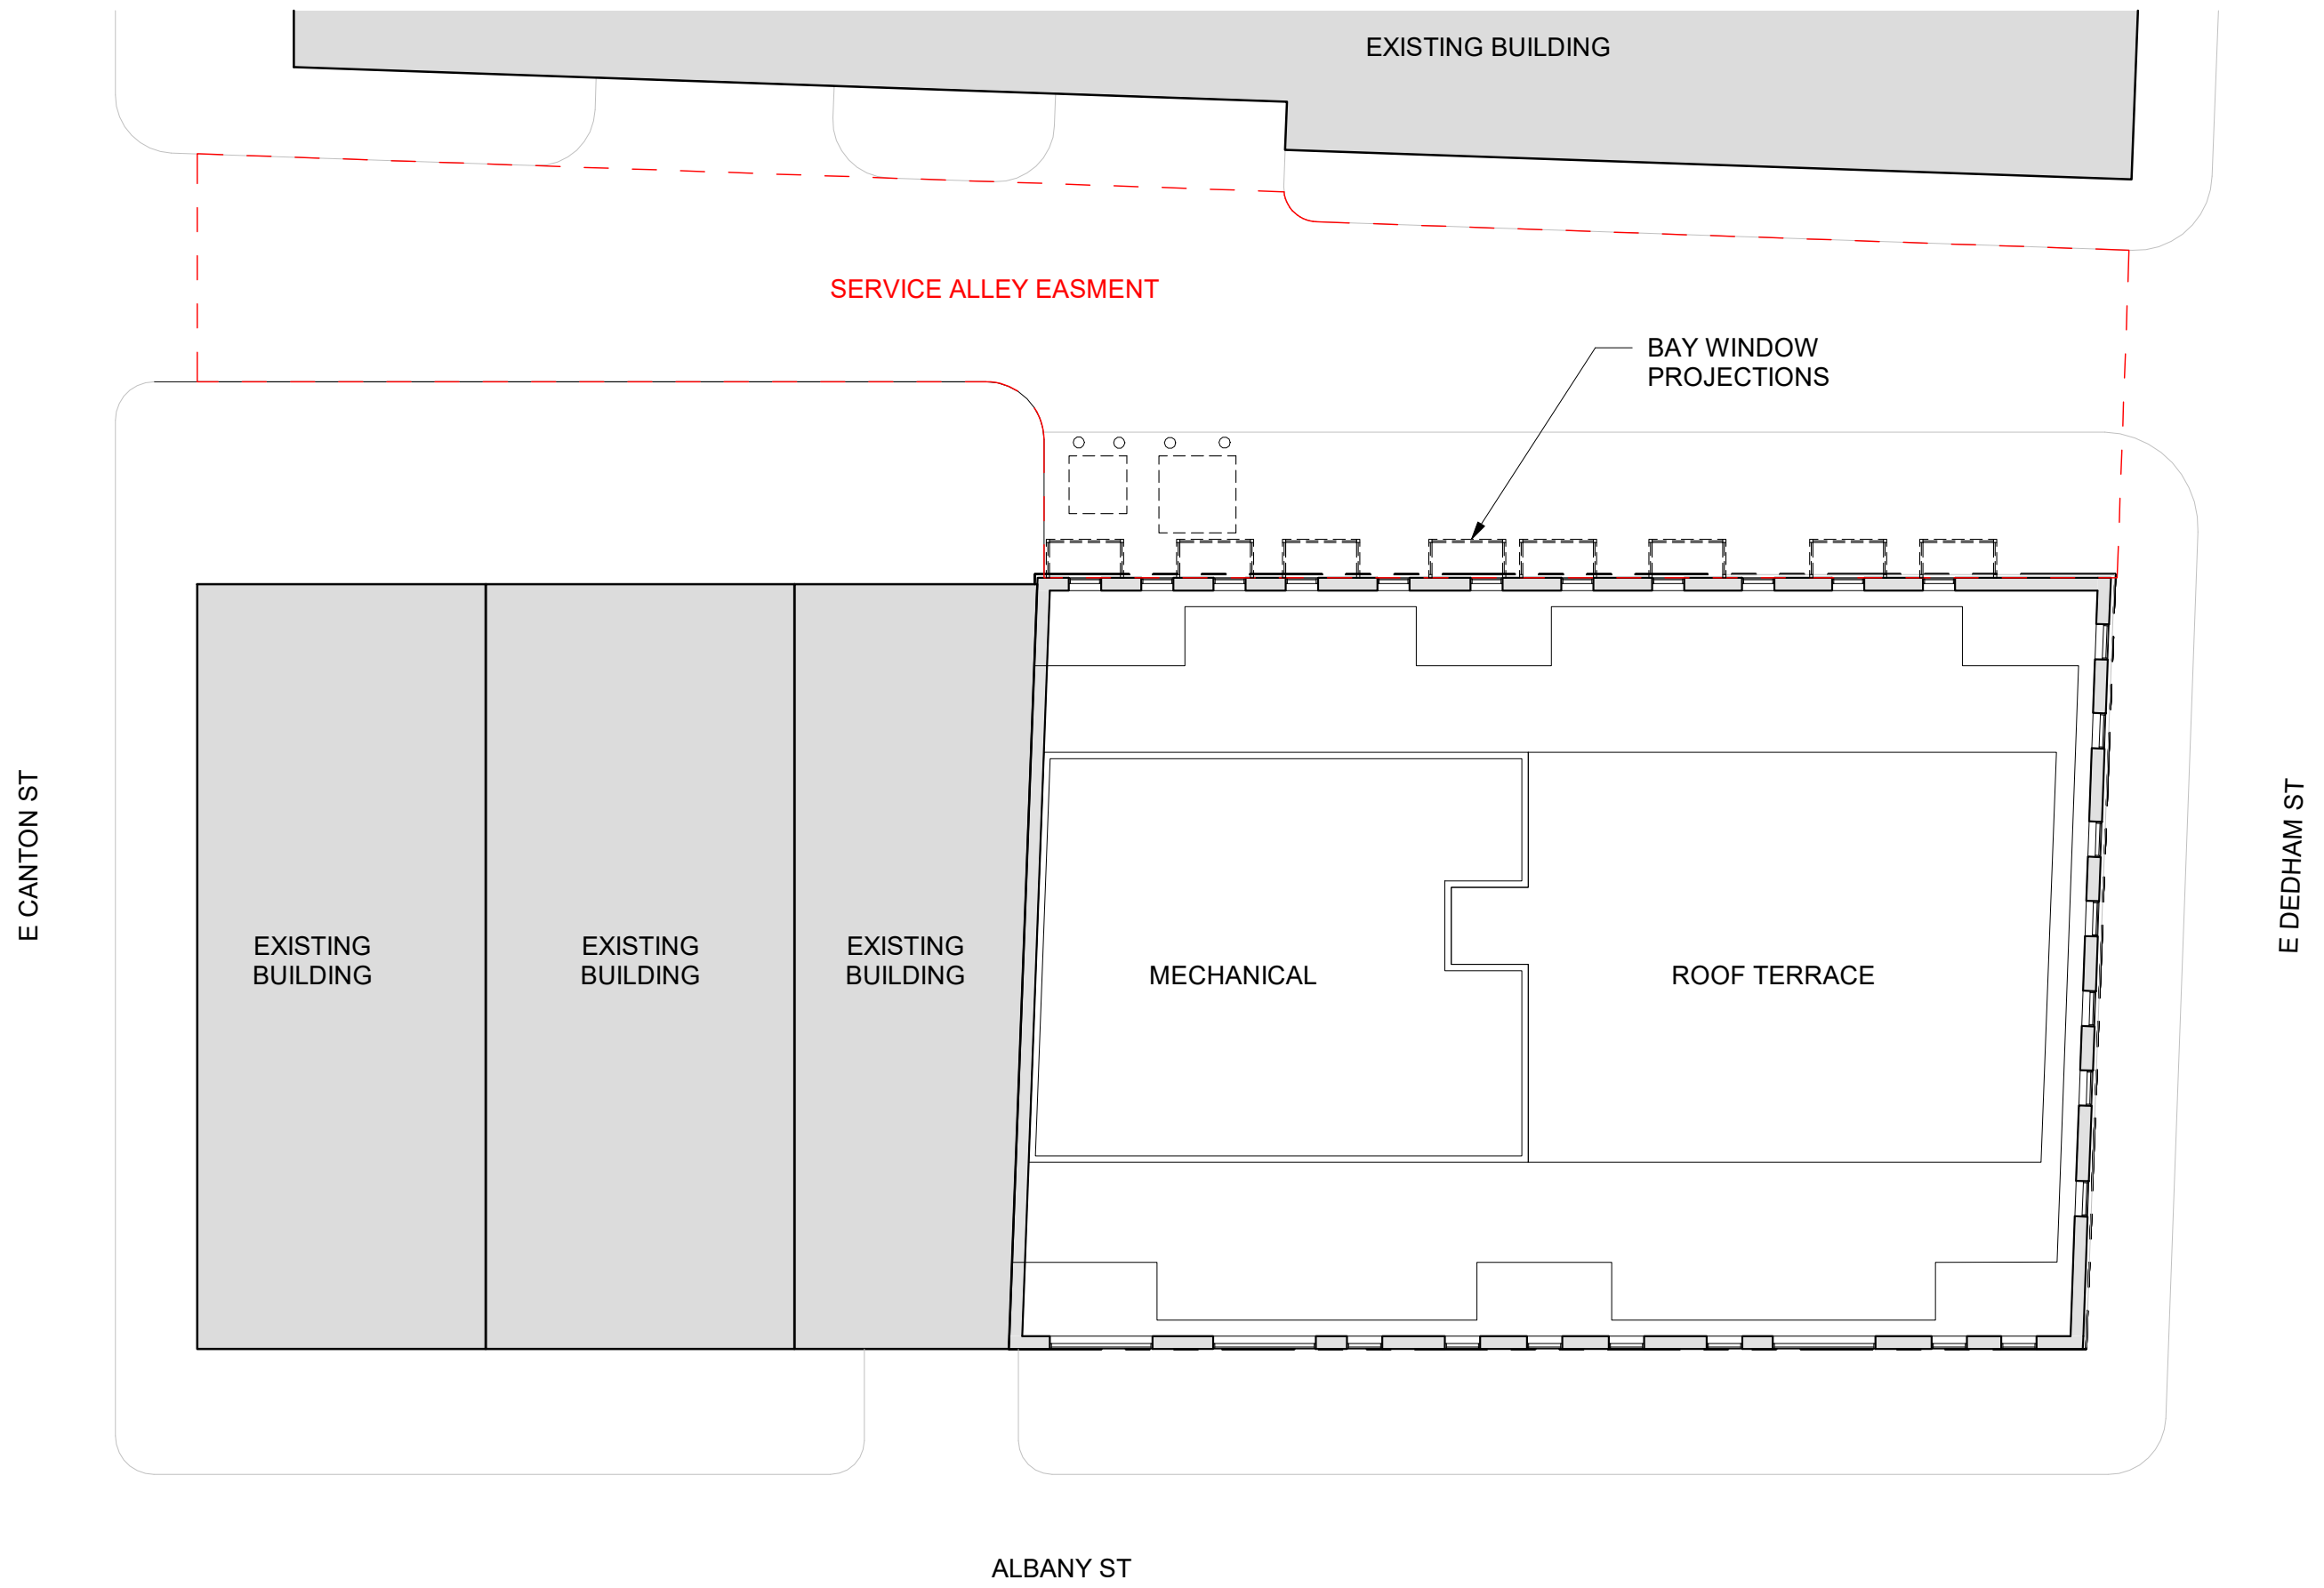 EXISTING BUILDING
SERVICE ALLEY EASMENT
BAY WINDOW
PROJECTIONS
E CANTON ST
E DEDHAM ST
EXISTING
BUILDING
EXISTING
BUILDING
EXISTING
BUILDING
MECHANICAL
ROOF TERRACE
ALBANY ST